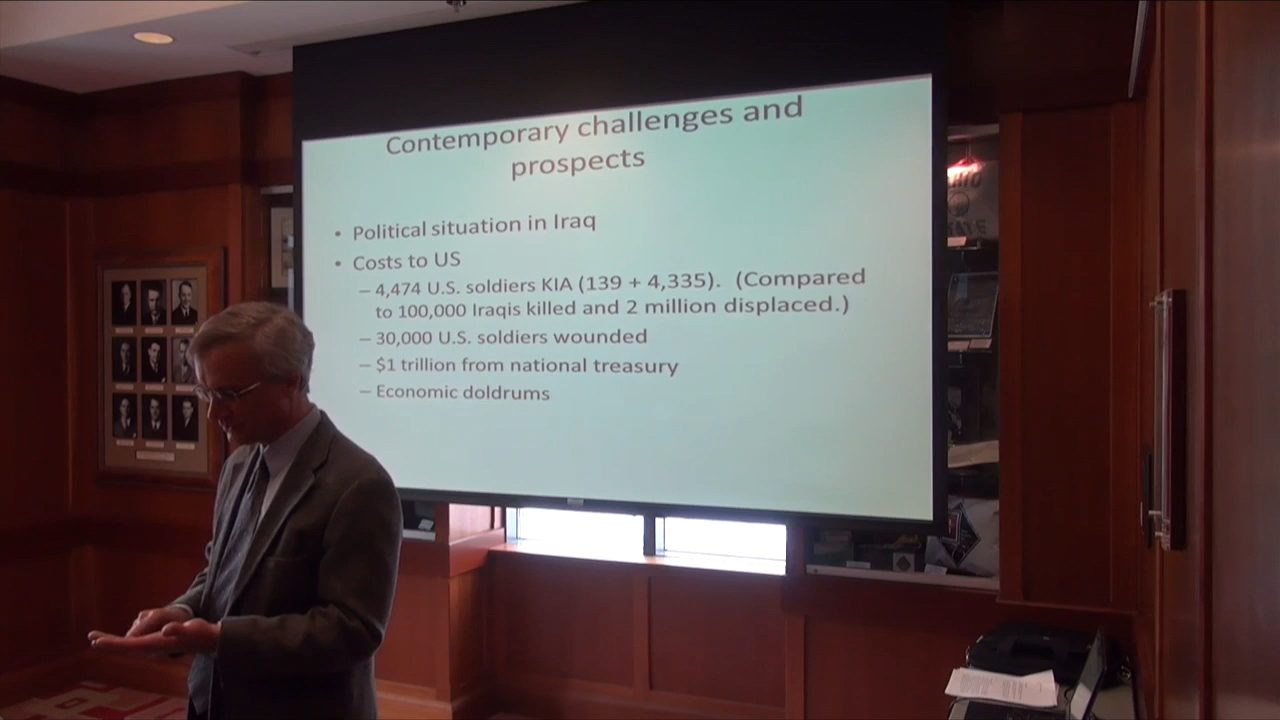 Contemporary challenges and
prospects
• Political situation in Iraq
• Costs to US
– 4,474 U.S. soldiers KIA (139 + 4,335). (Compared
to 100,000 Iraqis killed and 2 million displaced.)
– 30,000 U.S. soldiers wounded
– $1 trillion from national treasury
– Economic doldrums